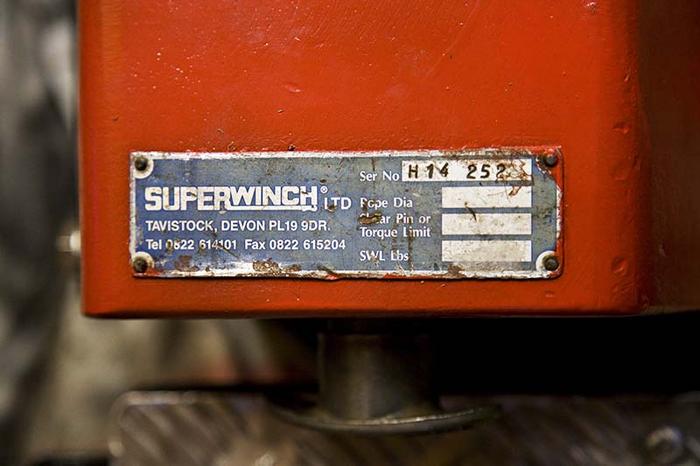 SUPERWINCH® LTD
TAVISTOCK, DEVON PL19 9DR.
Tel 0822 614101 Fax 0822 615204
Ser No H14 252
Rope Dia
Shear Pin or
Torque Limit
SWL Lbs